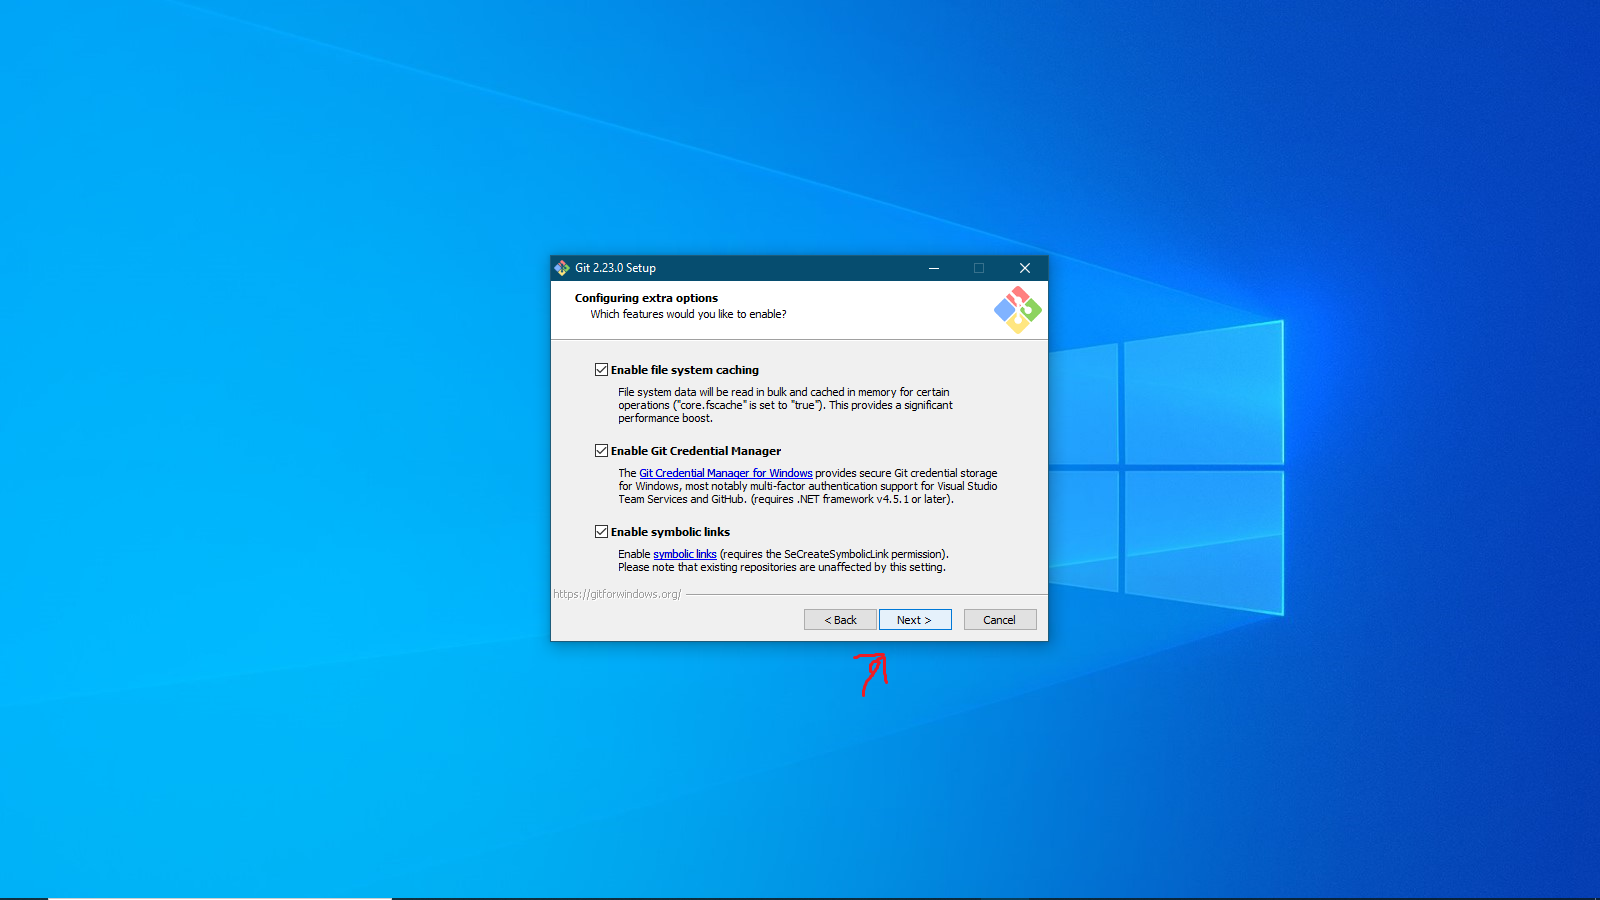 Git 2.23.0 Setup
Configuring extra options
Which features would you like to enable?
Enable file system caching
File system data will be read in bulk and cached in memory for certain
operations ("core.fscache" is set to "true"). This provides a significant
performance boost.
Enable Git Credential Manager
The Git Credential Manager for Windows provides secure Git credential storage
for Windows, most notably multi-factor authentication support for Visual Studio
Team Services and GitHub. (requires .NET framework v4.5.1 or later).
Enable symbolic links
Enable symbolic links (requires the SeCreateSymbolicLink permission).
Please note that existing repositories are unaffected by this setting.
https://gitforwindows.org/
< Back Next > Cancel